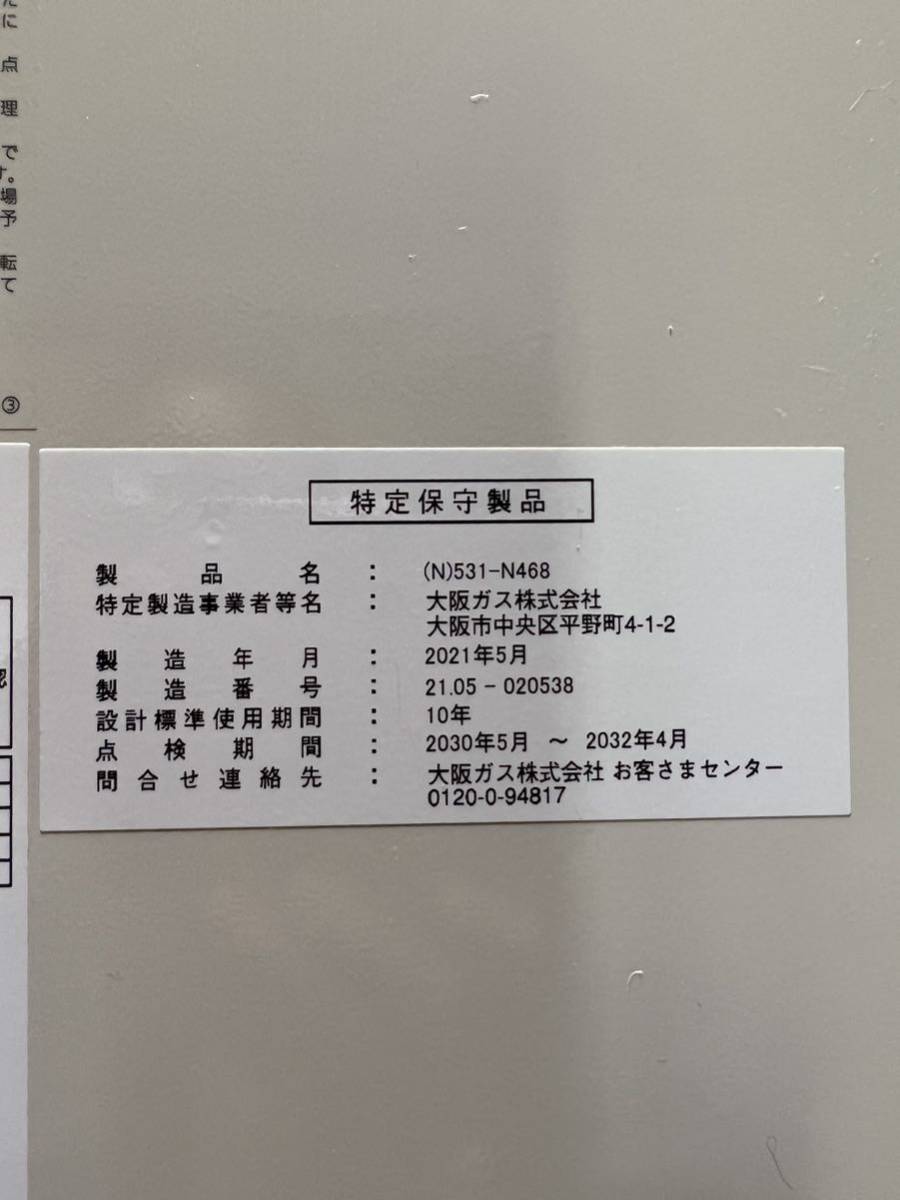 に
点
理
で
す。
場
予
転
て
③
特定保守製品
製品名 : (N)531-N468
特定製造事業者等名 : 大阪ガス株式会社
大阪市中央区平野町4-1-2
製造年月 : 2021年5月
製造番号 : 21.05-020538
設計標準使用期間 : 10年
点検期間 : 2030年5月 ～ 2032年4月
問合せ連絡先 : 大阪ガス株式会社 お客さまセンター
0120-0-94817